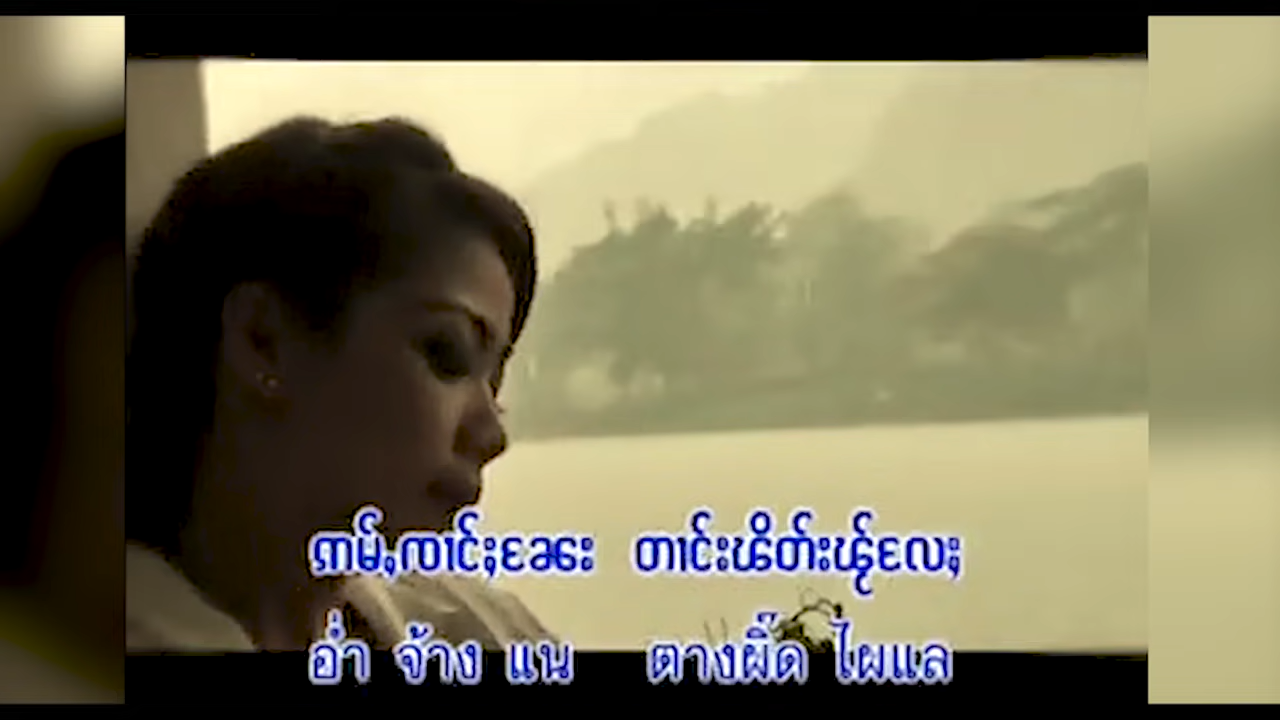 ဢမ်ႇၸၢင်ႈၼႄး တၢင်းၽိတ်းၽႂ်လႄႈ
อ่ำ จ้าง แน ตางผิ๊ด ไผแล